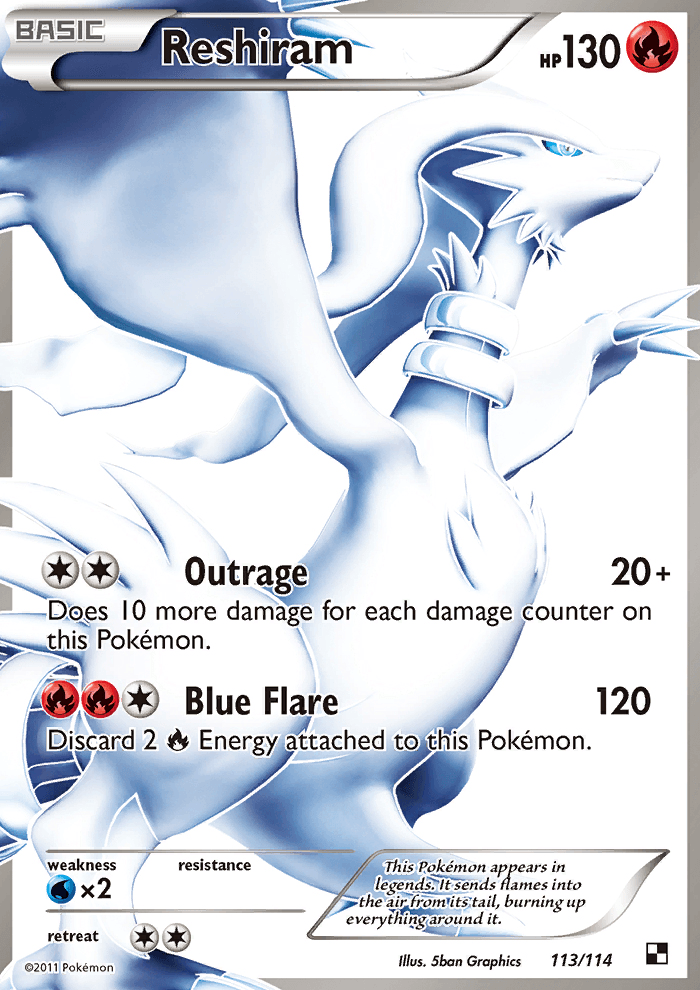 BASIC
Reshiram
HP130
Outrage 20+
Does 10 more damage for each damage counter on
this Pokémon.
Blue Flare 120
Discard 2 Energy attached to this Pokémon.
weakness resistance
×2
This Pokémon appears in
legends. It sends flames into
the air from its tail, burning up
everything around it.
retreat
©2011 Pokémon
Illus. 5ban Graphics 113/114